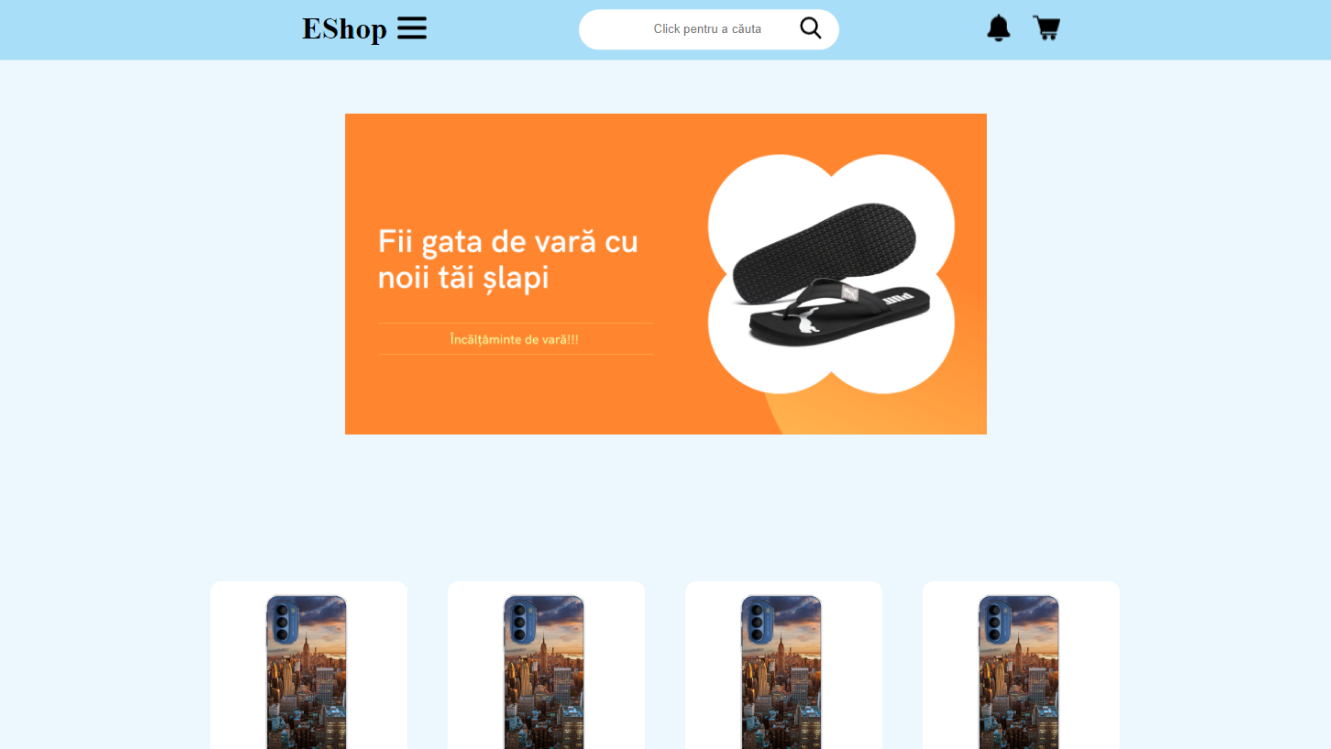 EShop
Click pentru a căuta
Fii gata de vară cu
noii tăi șlapi
Încălțăminte de vară!!!